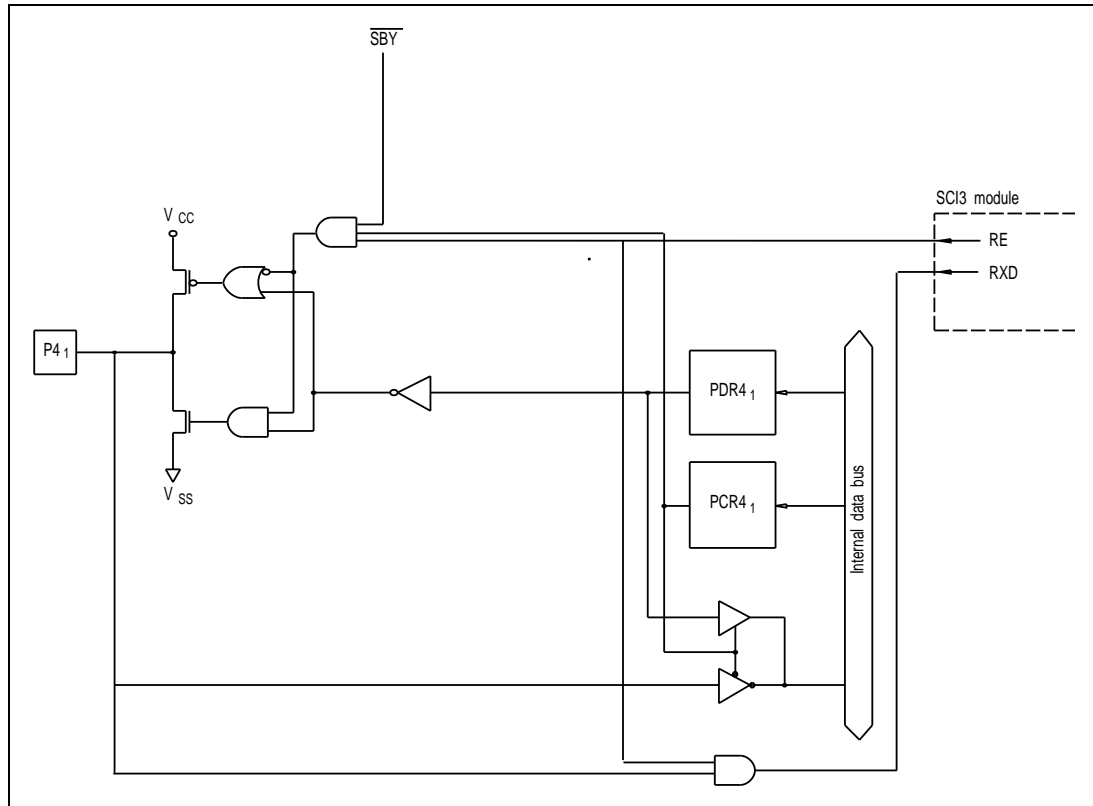 SBY
SCI3 module
V CC
RE
RXD
P4 1
PDR4 1
V SS
PCR4 1
Internal data bus